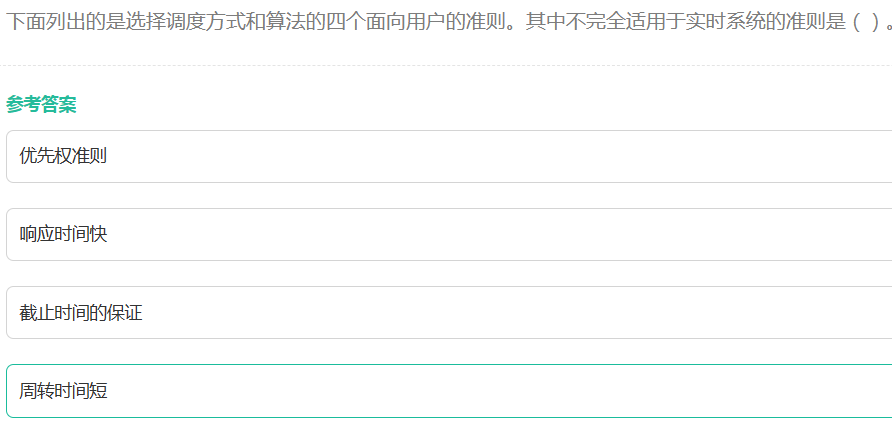 下面列出的是选择调度方式和算法的四个面向用户的准则。其中不完全适用于实时系统的准则是（ ）。
参考答案
优先权准则
响应时间快
截止时间的保证
周转时间短